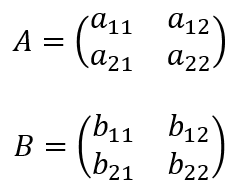 A = (a₁₁ a₁₂
a₂₁ a₂₂)
B = (b₁₁ b₁₂
b₂₁ b₂₂)